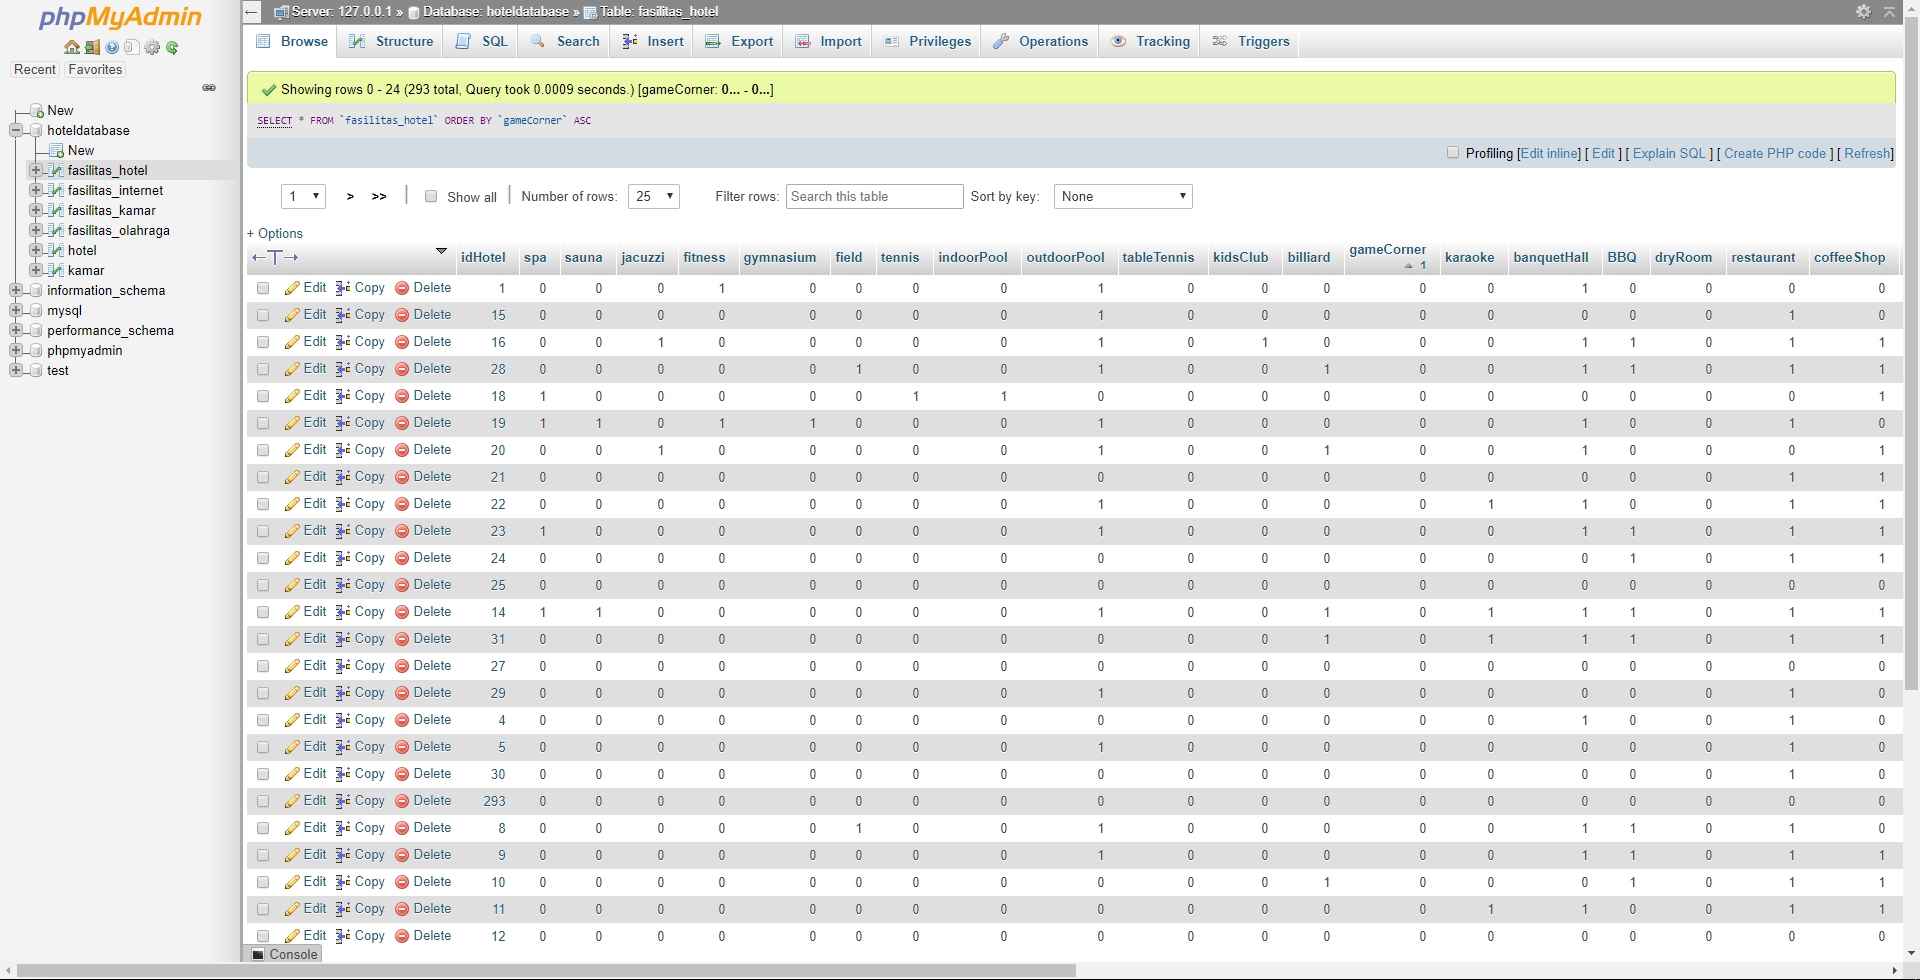 phpMyAdmin
Recent Favorites
New
hoteldatabase
New
fasilitas_hotel
fasilitas_internet
fasilitas_kamar
fasilitas_olahraga
hotel
kamar
information_schema
mysql
performance_schema
phpmyadmin
test
Server: 127.0.0.1 » Database: hoteldatabase » Table: fasilitas_hotel
Browse Structure SQL Search Insert Export Import Privileges Operations Tracking Triggers
Showing rows 0 - 24 (293 total, Query took 0.0009 seconds.) [gameCorner: 0... - 0...]
SELECT * FROM `fasilitas_hotel` ORDER BY `gameCorner` ASC
Profiling [Edit inline] [ Edit ] [ Explain SQL ] [ Create PHP code ] [ Refresh]
1 > >> | Show all | Number of rows: 25 Filter rows: Search this table Sort by key: None
+ Options
←T→ idHotel spa sauna jacuzzi fitness gymnasium field tennis indoorPool outdoorPool tableTennis kidsClub billiard gameCorner 1 karaoke banquetHall BBQ dryRoom restaurant coffeeShop
Edit Copy Delete 1 0 0 0 1 0 0 0 0 1 0 0 0 0 0 1 0 0 0 0
Edit Copy Delete 15 0 0 0 0 0 0 0 0 1 0 0 0 0 0 0 0 0 1 0
Edit Copy Delete 16 0 0 1 0 0 0 0 0 1 0 1 0 0 0 1 1 0 1 1
Edit Copy Delete 28 0 0 0 0 0 1 0 0 1 0 0 1 0 0 1 1 0 1 1
Edit Copy Delete 18 1 0 0 0 0 0 1 1 0 0 0 0 0 0 0 0 0 0 1
Edit Copy Delete 19 1 1 0 1 1 0 0 0 1 0 0 0 0 0 1 0 0 1 0
Edit Copy Delete 20 0 0 1 0 0 0 0 0 1 0 0 1 0 0 1 0 0 0 1
Edit Copy Delete 21 0 0 0 0 0 0 0 0 0 0 0 0 0 0 0 0 0 1 1
Edit Copy Delete 22 0 0 0 0 0 0 0 0 1 0 0 0 0 1 1 0 0 1 1
Edit Copy Delete 23 1 0 0 0 0 0 0 0 1 0 0 0 0 0 1 1 0 1 1
Edit Copy Delete 24 0 0 0 0 0 0 0 0 0 0 0 0 0 0 0 1 0 1 1
Edit Copy Delete 25 0 0 0 0 0 0 0 0 0 0 0 0 0 0 0 0 0 0 0
Edit Copy Delete 14 1 1 0 0 0 0 0 0 1 0 0 1 0 1 1 1 0 1 1
Edit Copy Delete 31 0 0 0 0 0 0 0 0 0 0 0 1 0 1 1 1 0 1 1
Edit Copy Delete 27 0 0 0 0 0 0 0 0 0 0 0 0 0 0 0 0 0 0 0
Edit Copy Delete 29 0 0 0 0 0 0 0 0 1 0 0 0 0 0 0 0 0 1 0
Edit Copy Delete 4 0 0 0 0 0 0 0 0 0 0 0 0 0 0 1 0 0 1 0
Edit Copy Delete 5 0 0 0 0 0 0 0 0 1 0 0 0 0 0 0 0 0 1 0
Edit Copy Delete 30 0 0 0 0 0 0 0 0 0 0 0 0 0 0 0 0 0 1 0
Edit Copy Delete 293 0 0 0 0 0 0 0 0 0 0 0 0 0 0 0 0 0 0 0
Edit Copy Delete 8 0 0 0 0 0 1 0 0 1 0 0 0 0 0 1 1 0 1 0
Edit Copy Delete 9 0 0 0 0 0 0 0 0 1 0 0 0 0 0 1 1 0 1 1
Edit Copy Delete 10 0 0 0 0 0 0 0 0 0 0 0 1 0 0 0 1 0 1 1
Edit Copy Delete 11 0 0 0 0 0 0 0 0 0 0 0 0 0 1 1 0 0 1 1
Edit Copy Delete 12 0 0 0 0 0 0 0 0 0 0 0 0 0 0 0 0 0 0 0
Console